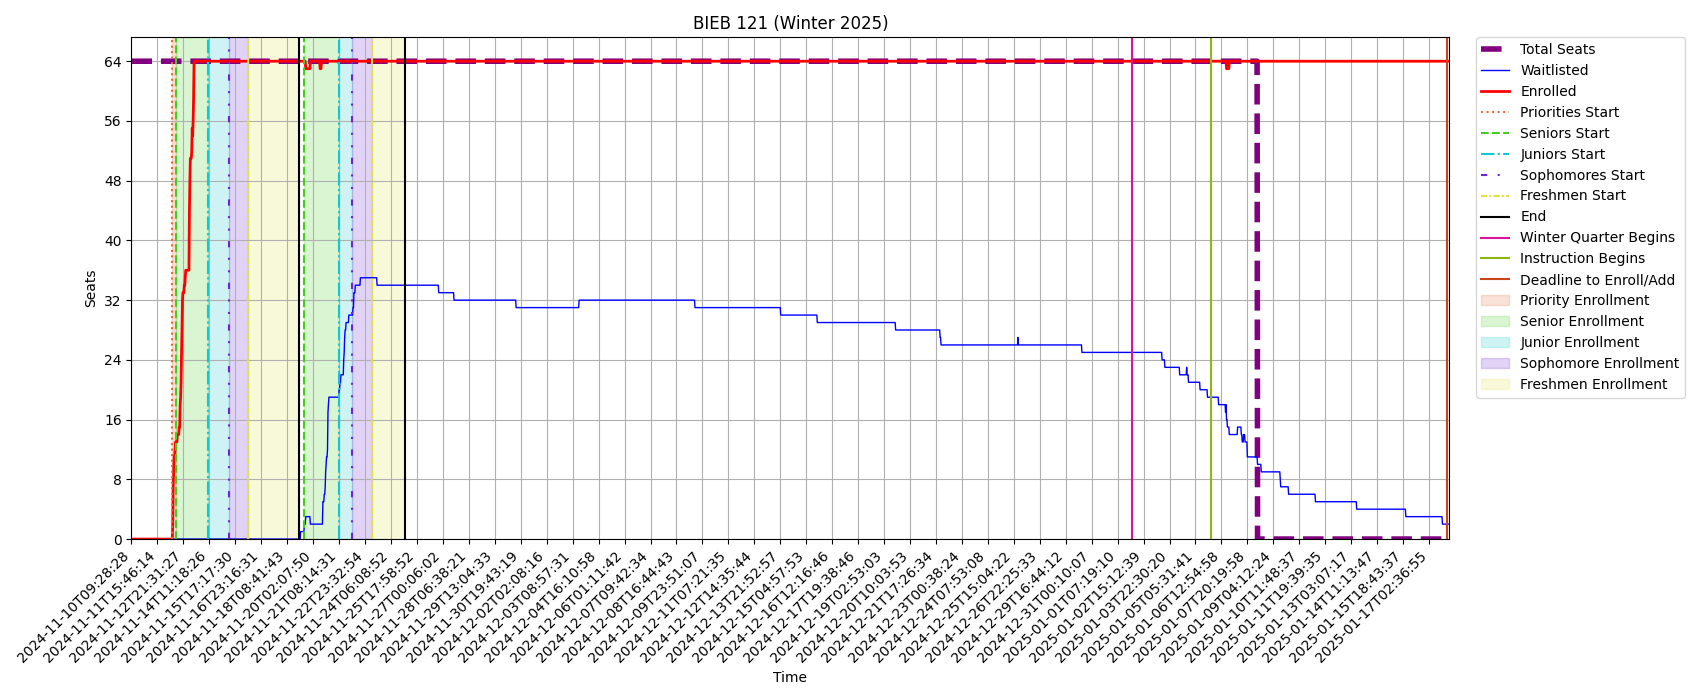 BIEB 121 (Winter 2025)
Seats
64
56
48
40
32
24
16
8
0
2024-11-10T09:28:28
2024-11-11T15:46:14
2024-11-12T21:31:27
2024-11-14T11:18:26
2024-11-15T17:17:30
2024-11-16T23:16:31
2024-11-18T08:41:43
2024-11-20T02:07:50
2024-11-21T08:14:31
2024-11-22T23:32:54
2024-11-24T06:08:52
2024-11-25T17:58:52
2024-11-27T00:06:02
2024-11-28T06:38:21
2024-11-29T13:04:33
2024-11-30T19:43:19
2024-12-02T02:08:16
2024-12-03T08:57:31
2024-12-04T16:10:58
2024-12-06T01:11:42
2024-12-07T09:42:34
2024-12-08T16:44:43
2024-12-09T23:51:07
2024-12-11T07:21:35
2024-12-12T14:35:44
2024-12-13T21:52:57
2024-12-15T04:57:53
2024-12-16T12:16:46
2024-12-17T19:38:46
2024-12-19T02:53:03
2024-12-20T10:03:53
2024-12-21T17:26:34
2024-12-23T00:38:24
2024-12-24T07:53:08
2024-12-25T15:04:22
2024-12-26T22:25:33
2024-12-29T16:44:12
2024-12-31T00:10:07
2025-01-01T07:19:10
2025-01-02T15:12:39
2025-01-03T22:30:20
2025-01-05T05:31:41
2025-01-06T12:54:58
2025-01-07T20:19:58
2025-01-09T04:12:24
2025-01-10T11:48:37
2025-01-11T19:39:35
2025-01-13T03:07:17
2025-01-14T11:13:47
2025-01-15T18:43:37
2025-01-17T02:36:55
Time
Total Seats
Waitlisted
Enrolled
Priorities Start
Seniors Start
Juniors Start
Sophomores Start
Freshmen Start
End
Winter Quarter Begins
Instruction Begins
Deadline to Enroll/Add
Priority Enrollment
Senior Enrollment
Junior Enrollment
Sophomore Enrollment
Freshmen Enrollment